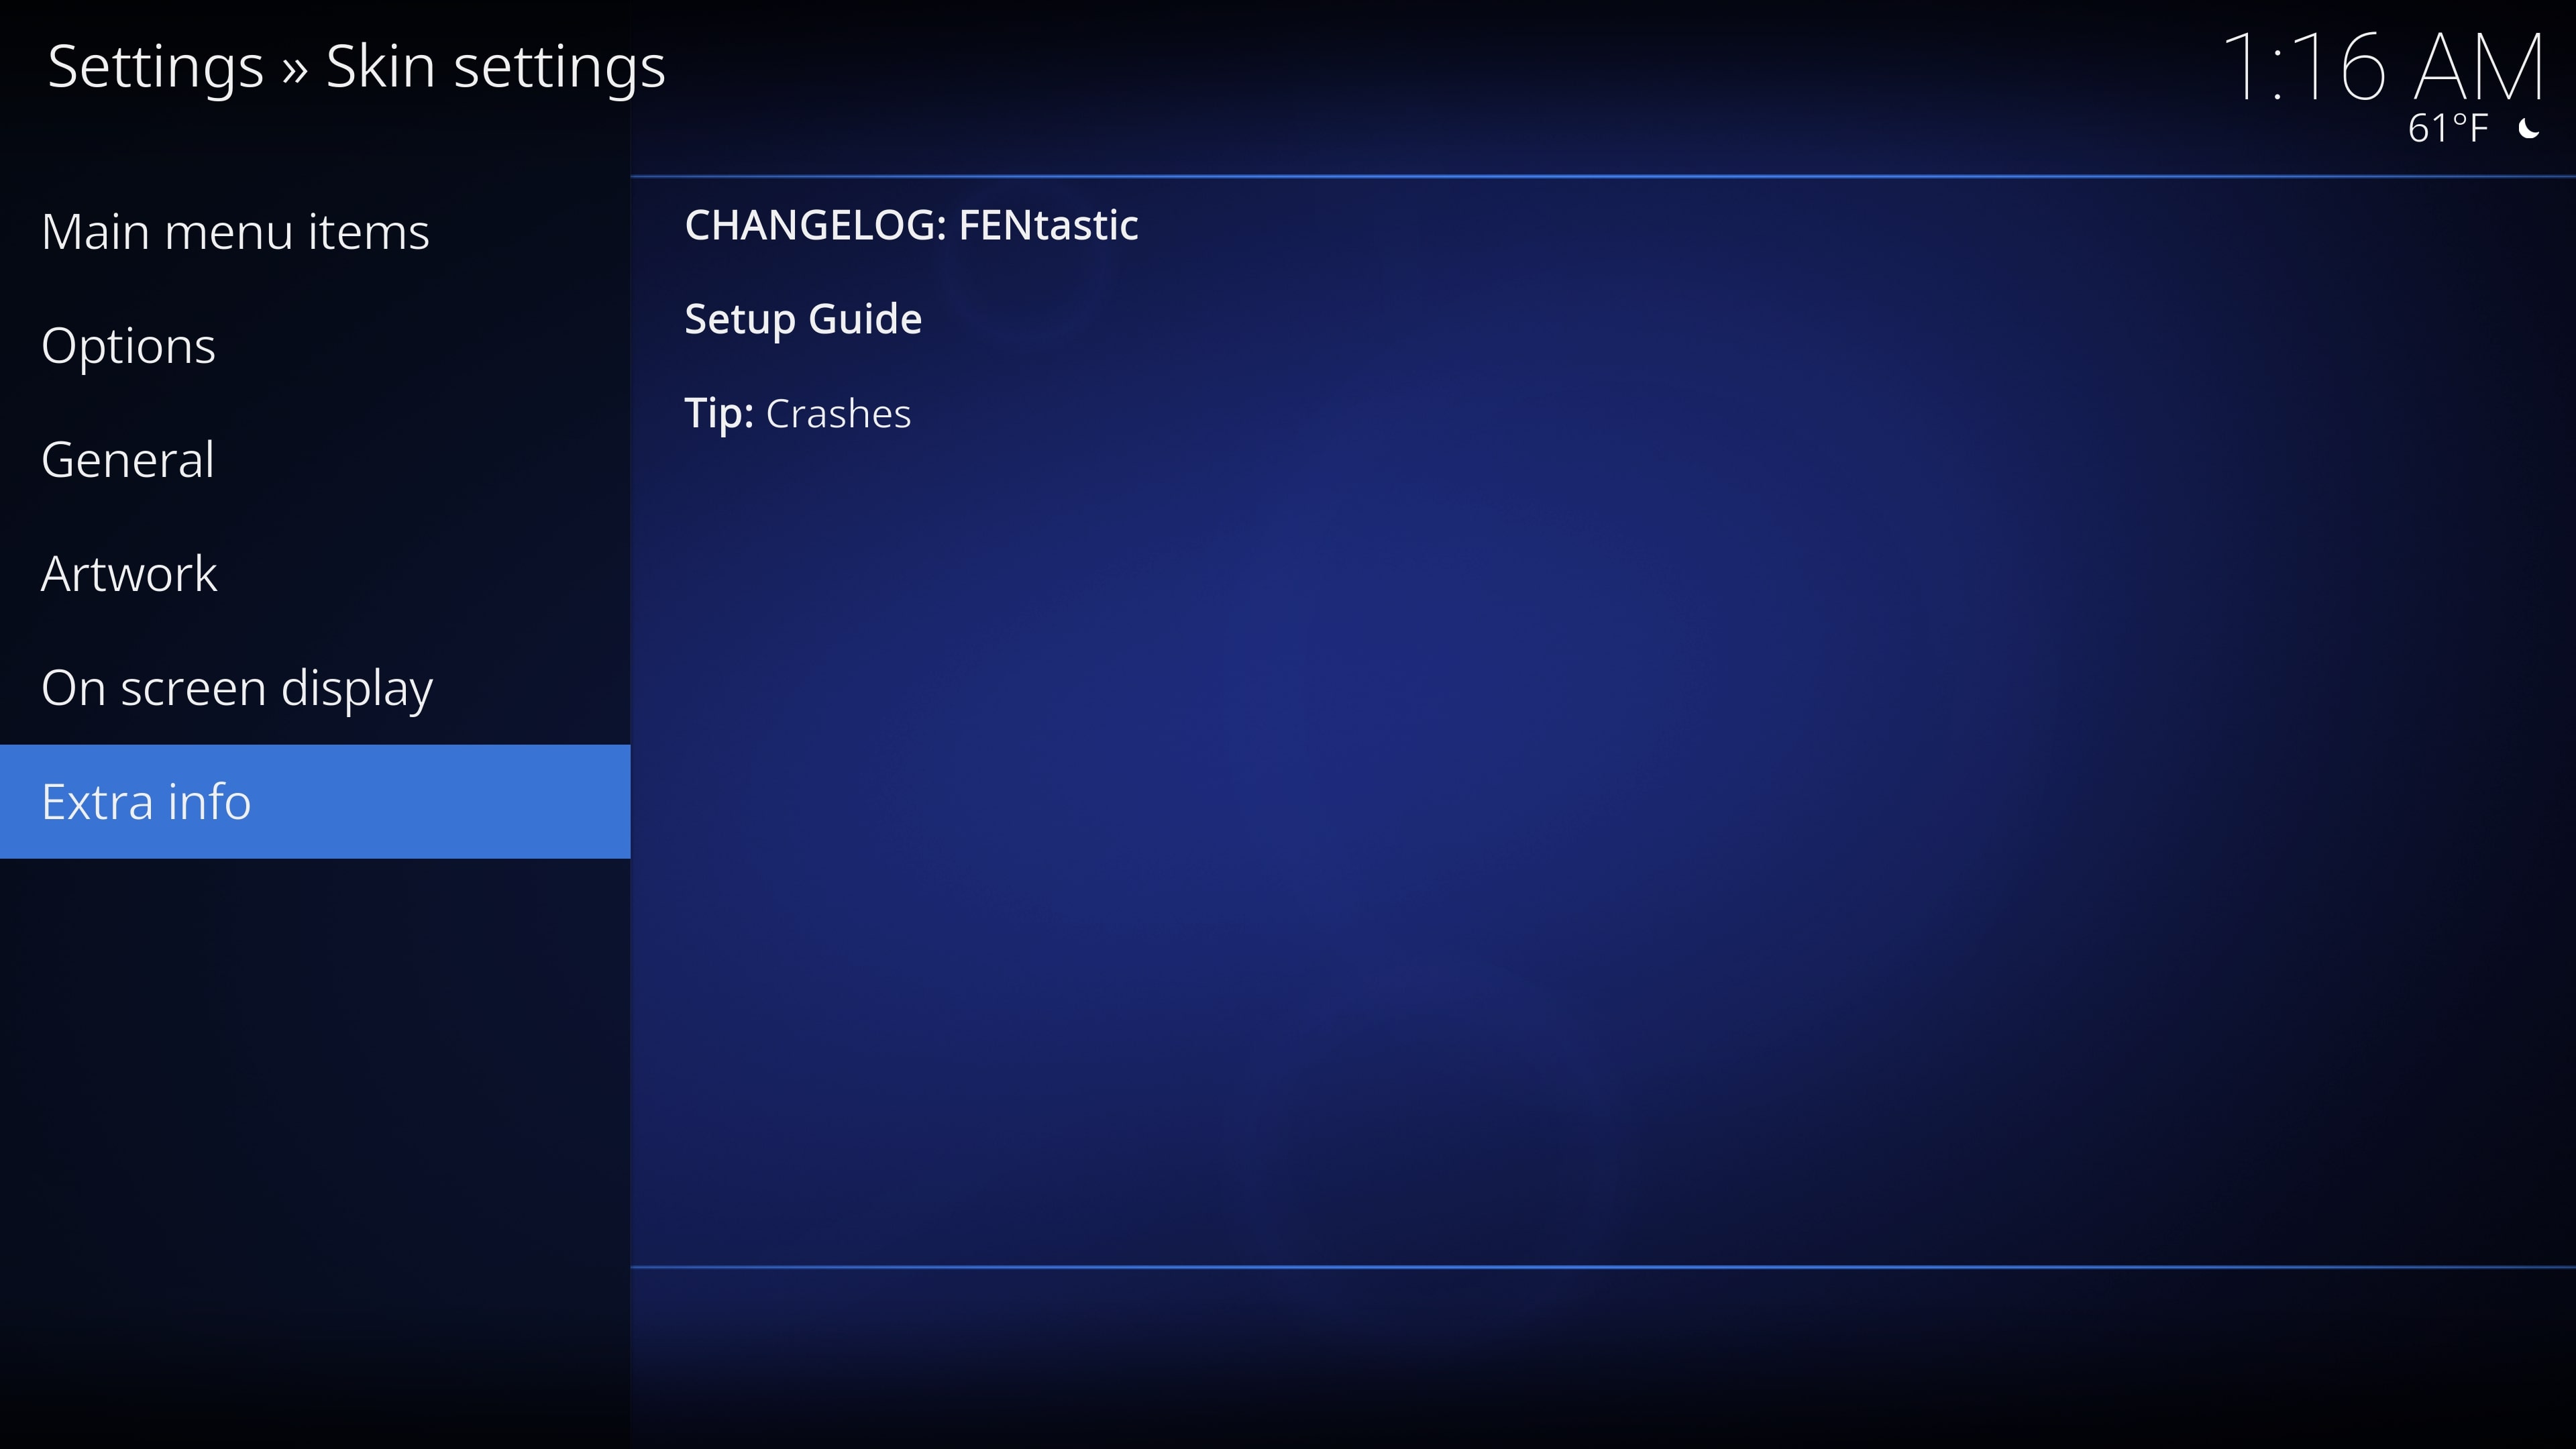 Settings » Skin settings
1:16 AM
61°F
Main menu items
Options
General
Artwork
On screen display
Extra info
CHANGELOG: FENtastic
Setup Guide
Tip: Crashes